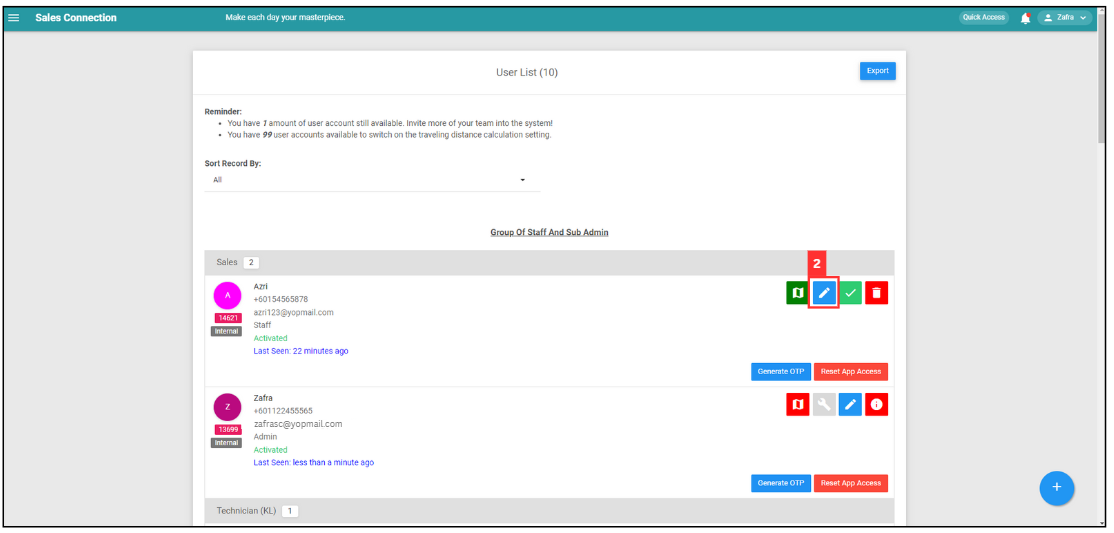 Sales Connection
Make each day your masterpiece.
Quick Access
Zafra
User List (10)
Export
Reminder:
You have 1 amount of user account still available. Invite more of your team into the system!
You have 99 user accounts available to switch on the traveling distance calculation setting.
Sort Record By:
All
Group Of Staff And Sub Admin
Sales 2
2
A
14621
Internal
Azri
+60154565878
azri123@yopmail.com
Staff
Activated
Last Seen: 22 minutes ago
Generate OTP
Reset App Access
Z
13699
Internal
Zafra
+601122455565
zafrasc@yopmail.com
Admin
Activated
Last Seen: less than a minute ago
Generate OTP
Reset App Access
Technician (KL) 1